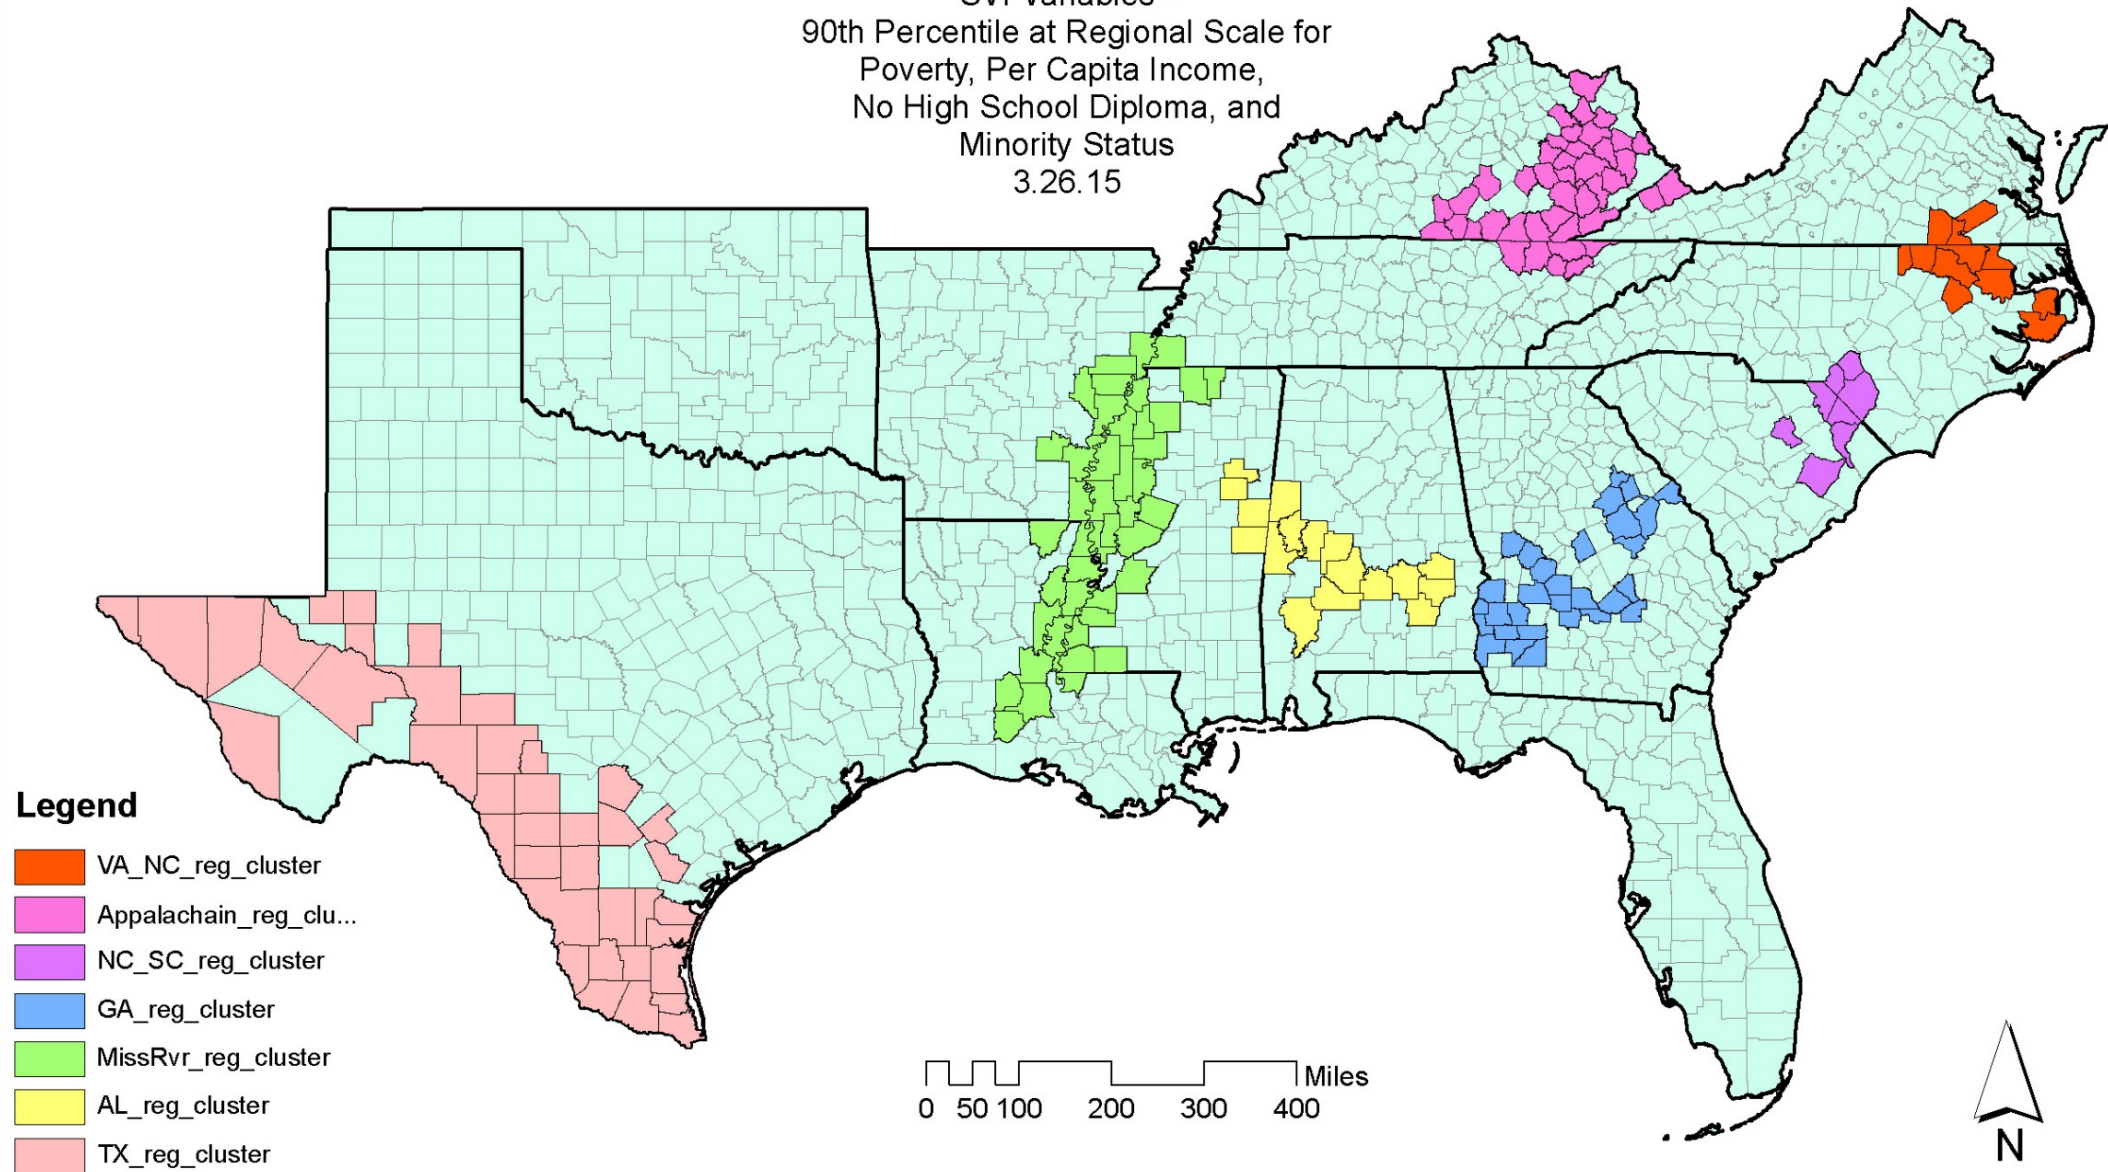 90th Percentile at Regional Scale for
Poverty, Per Capita Income,
No High School Diploma, and
Minority Status
3.26.15
Legend
VA_NC_reg_cluster
Appalachain_reg_clu...
NC_SC_reg_cluster
GA_reg_cluster
MissRvr_reg_cluster
AL_reg_cluster
TX_reg_cluster
Miles
0 50 100 200 300 400
N